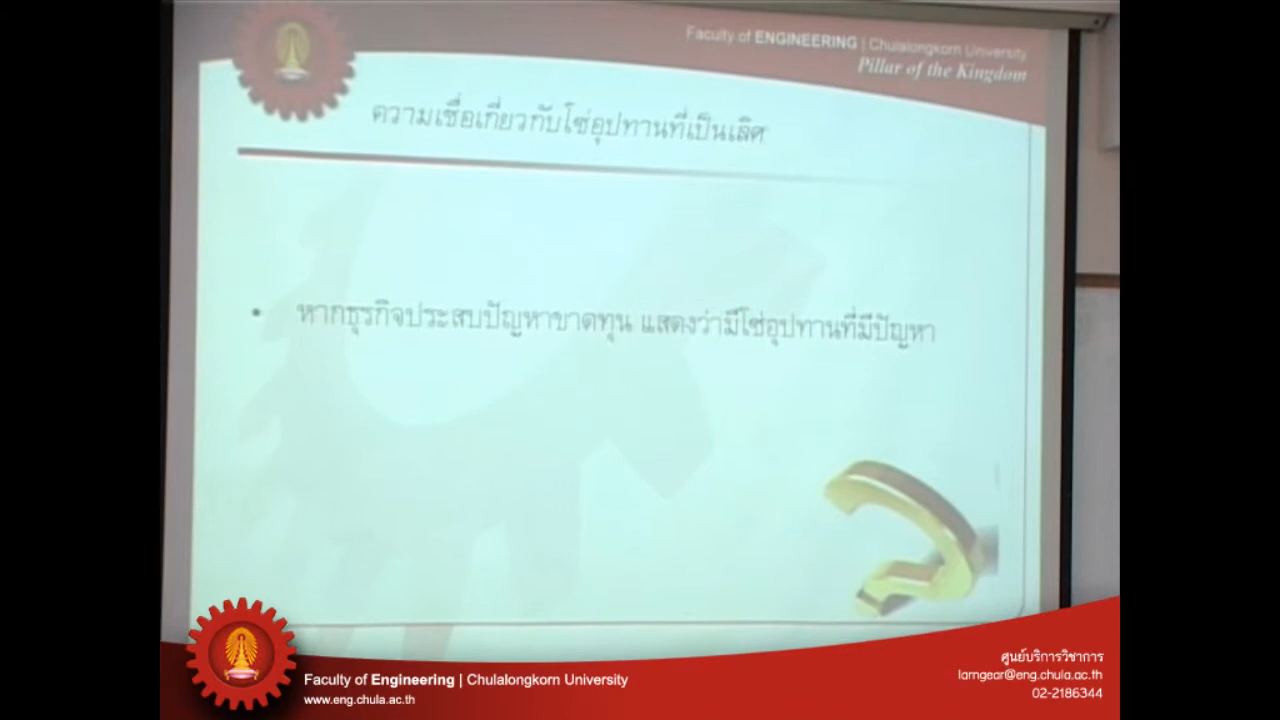 Faculty of ENGINEERING | Chulalongkorn University
Pillar of the Kingdom
ความเชื่อเกี่ยวกับโซ่อุปทานที่เป็นเลิศ
• หากธุรกิจประสบปัญหาขาดทุน แสดงว่ามีโซ่อุปทานที่มีปัญหา
Faculty of Engineering | Chulalongkorn University
www.eng.chula.ac.th
ศูนย์บริการวิชาการ
larngear@eng.chula.ac.th
02-2186344